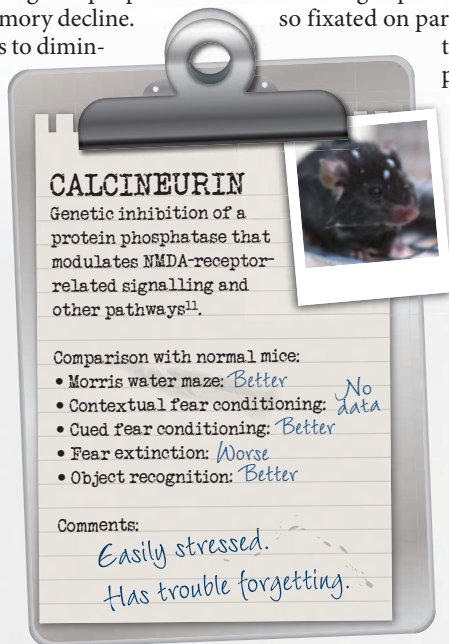 mory decline.
s to dimin-
so fixated on par
t
p
CALCINEURIN
Genetic inhibition of a
protein phosphatase that
modulates NMDA-receptor-
related signalling and
other pathways¹¹.
Comparison with normal mice:
• Morris water maze: Better
• Contextual fear conditioning: No data
• Cued fear conditioning: Better
• Fear extinction: Worse
• Object recognition: Better
Comments:
Easily stressed.
Has trouble forgetting.